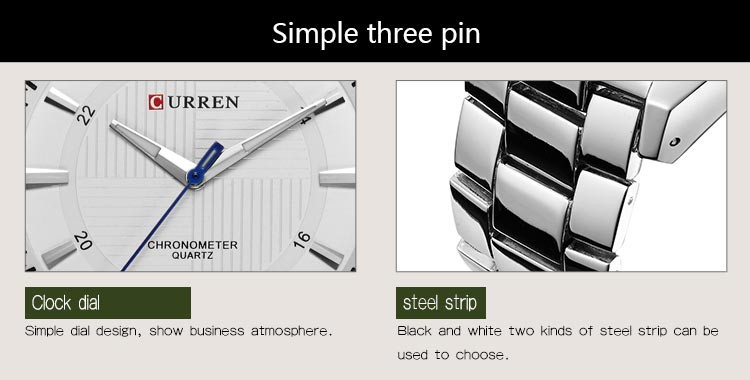 Simple three pin
CURREN
22
14
20
16
CHRONOMETER
QUARTZ
Clock dial
Simple dial design, show business atmosphere.
steel strip
Black and white two kinds of steel strip can be
used to choose.